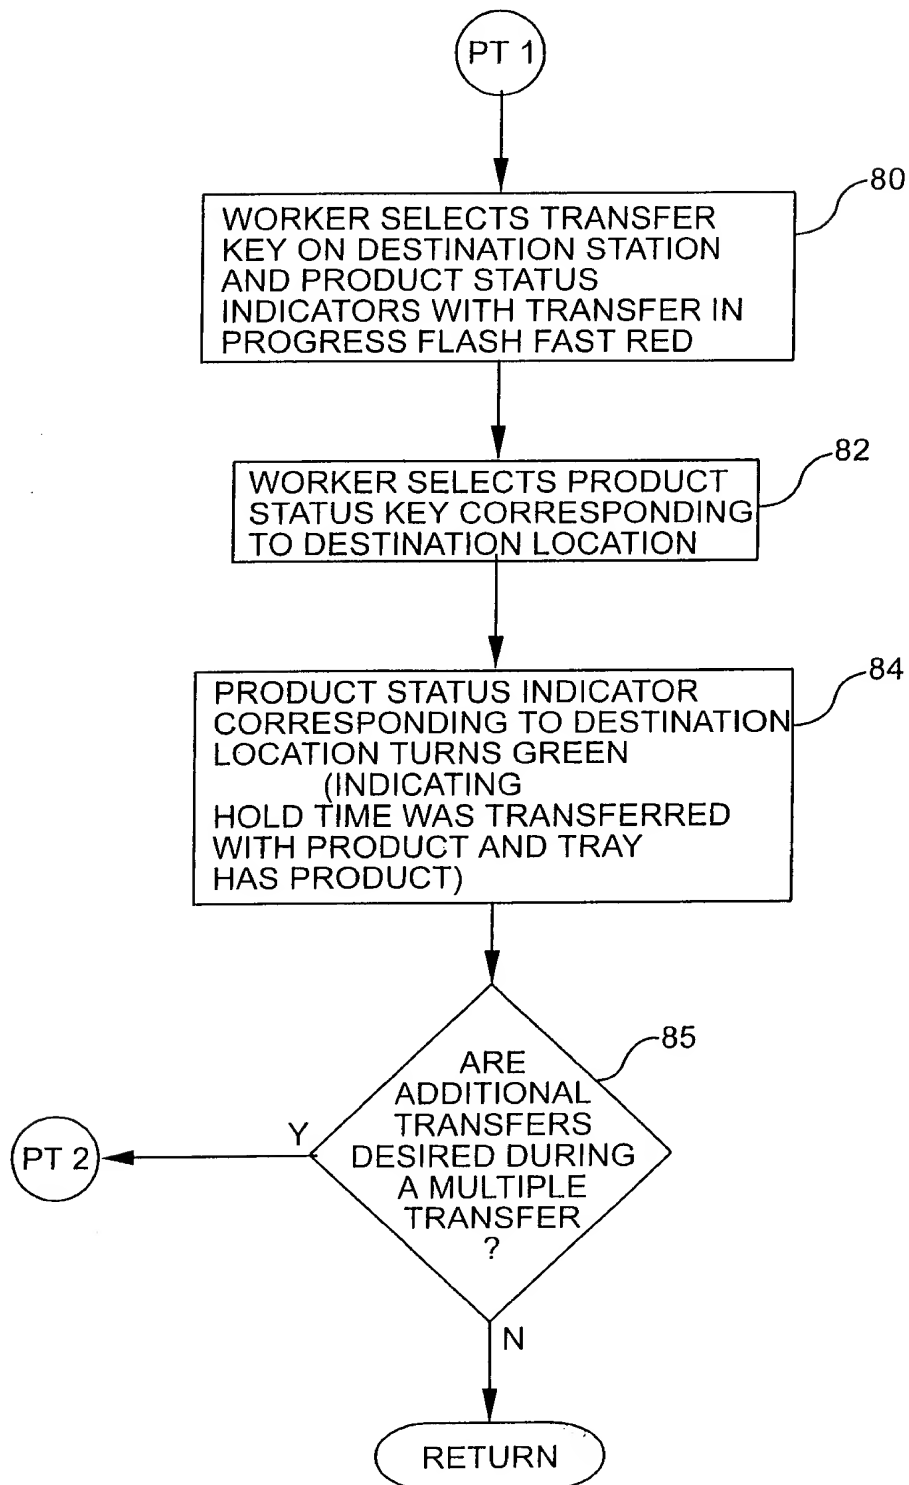 PT 1
80
WORKER SELECTS TRANSFER
KEY ON DESTINATION STATION
AND PRODUCT STATUS
INDICATORS WITH TRANSFER IN
PROGRESS FLASH FAST RED
82
WORKER SELECTS PRODUCT
STATUS KEY CORRESPONDING
TO DESTINATION LOCATION
84
PRODUCT STATUS INDICATOR
CORRESPONDING TO DESTINATION
LOCATION TURNS GREEN
(INDICATING
HOLD TIME WAS TRANSFERRED
WITH PRODUCT AND TRAY
HAS PRODUCT)
85
ARE
ADDITIONAL
TRANSFERS
DESIRED DURING
A MULTIPLE
TRANSFER
?
Y
PT 2
N
RETURN